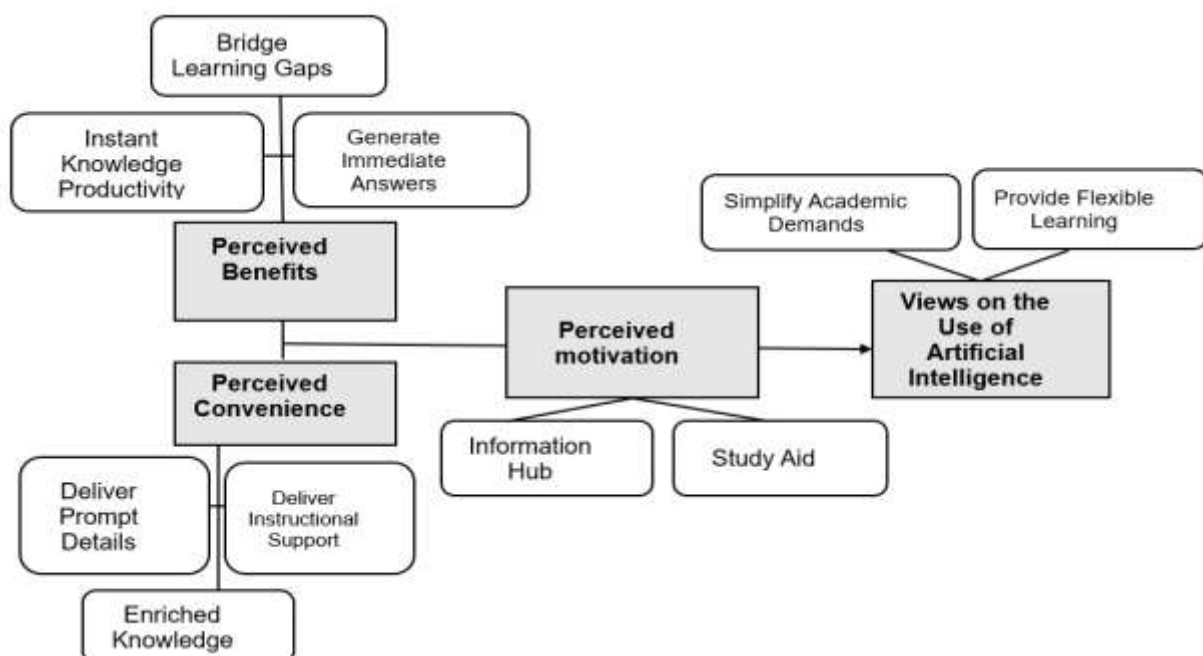 Bridge
Learning Gaps
Instant
Knowledge
Productivity
Generate
Immediate
Answers
Perceived
Benefits
Simplify Academic
Demands
Provide Flexible
Learning
Perceived
motivation
Views on the
Use of
Artificial
Intelligence
Perceived
Convenience
Information
Hub
Study Aid
Deliver
Prompt
Details
Deliver
Instructional
Support
Enriched
Knowledge